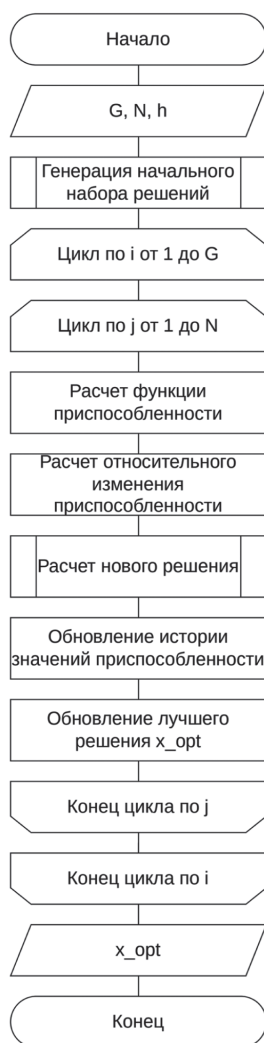 Начало
G, N, h
Генерация начального
набора решений
Цикл по i от 1 до G
Цикл по j от 1 до N
Расчет функции
приспособленности
Расчет относительного
изменения
приспособленности
Расчет нового решения
Обновление истории
значений приспособленности
Обновление лучшего
решения x_opt
Конец цикла по j
Конец цикла по i
x_opt
Конец